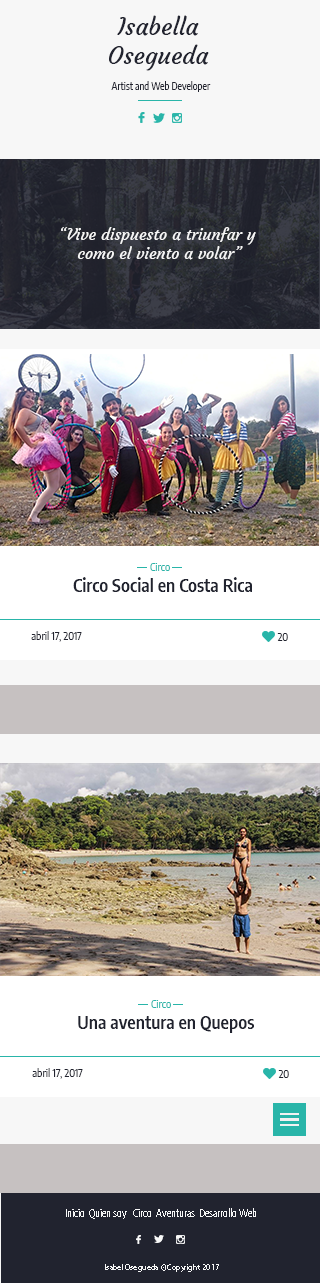 Isabella
Osegueda
Artist and Web Developer
“Vive dispuesto a triunfar y
como el viento a volar”
— Circo —
Circo Social en Costa Rica
abril 17, 2017
20
— Circo —
Una aventura en Quepos
abril 17, 2017
20
Inicio Quien soy Circo Aventuras Desarrollo Web
Isabel Osegueda ©Copyright 2017